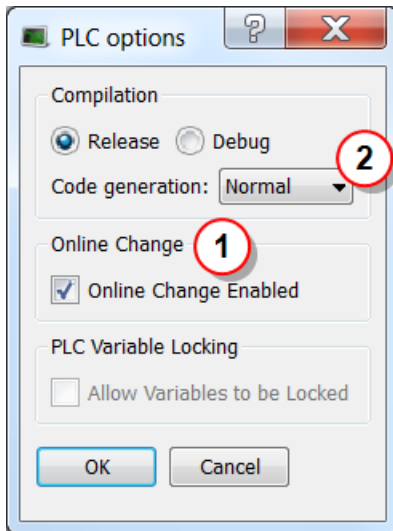 PLC options
Compilation
Release Debug
2
Code generation: Normal
Online Change 1
Online Change Enabled
PLC Variable Locking
Allow Variables to be Locked
OK Cancel